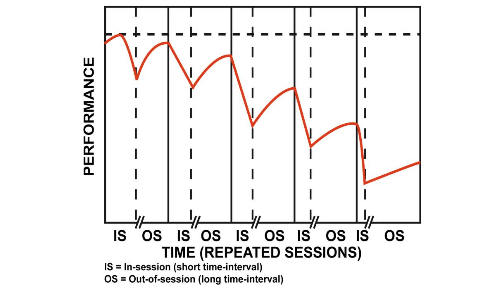 PERFORMANCE
IS OS IS OS IS OS IS OS IS OS
TIME (REPEATED SESSIONS)
IS = In-session (short time-interval)
OS = Out-of-session (long time-interval)